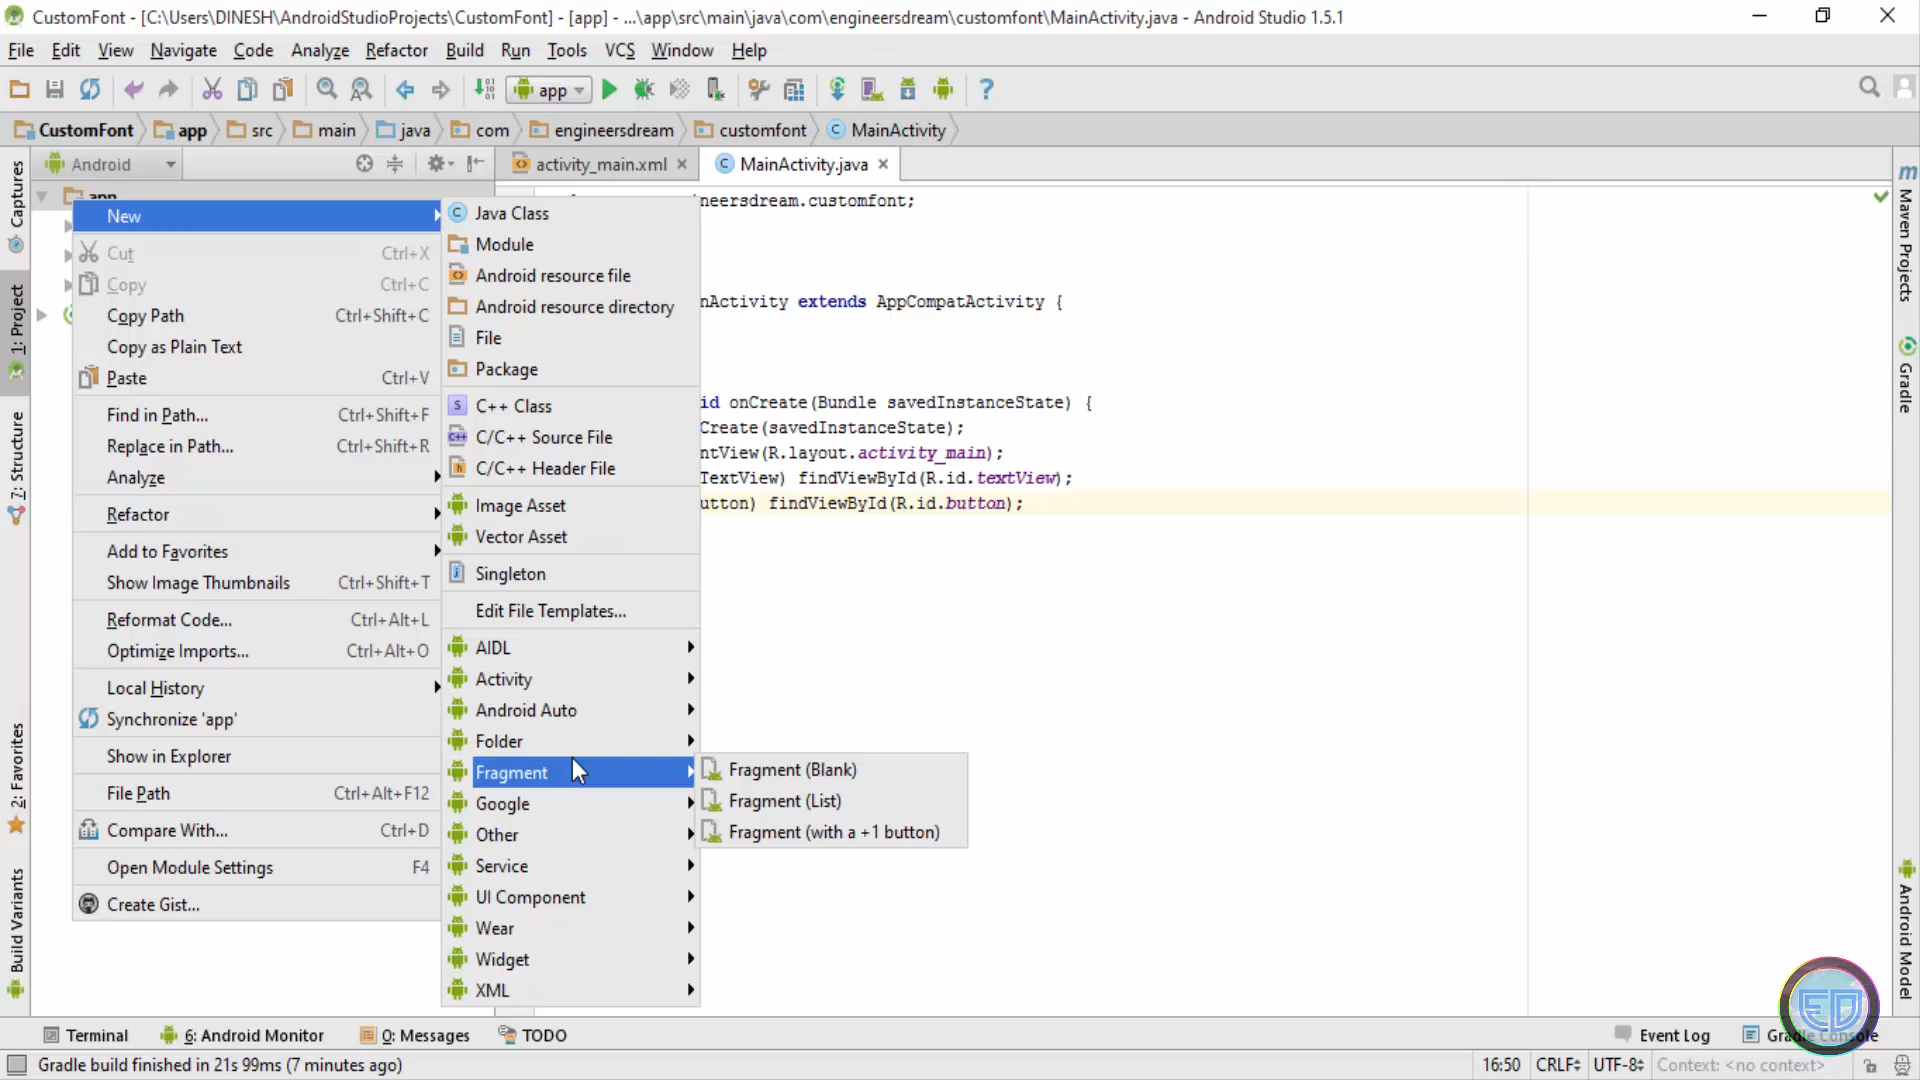 CustomFont - [C:\Users\DINESH\AndroidStudioProjects\CustomFont] - [app] - ...\app\src\main\java\com\engineersdream\customfont\MainActivity.java - Android Studio 1.5.1
File Edit View Navigate Code Analyze Refactor Build Run Tools VCS Window Help
app
CustomFont app src main java com engineersdream customfont MainActivity
Android
activity_main.xml
MainActivity.java
Captures
1: Project
7: Structure
2: Favorites
Build Variants
app
New
Cut Ctrl+X
Copy Ctrl+C
Copy Path Ctrl+Shift+C
Copy as Plain Text
Paste Ctrl+V
Find in Path... Ctrl+Shift+F
Replace in Path... Ctrl+Shift+R
Analyze
Refactor
Add to Favorites
Show Image Thumbnails Ctrl+Shift+T
Reformat Code... Ctrl+Alt+L
Optimize Imports... Ctrl+Alt+O
Local History
Synchronize 'app'
Show in Explorer
File Path Ctrl+Alt+F12
Compare With... Ctrl+D
Open Module Settings F4
Create Gist...
Java Class
Module
Android resource file
Android resource directory
File
Package
C++ Class
C/C++ Source File
C/C++ Header File
Image Asset
Vector Asset
Singleton
Edit File Templates...
AIDL
Activity
Android Auto
Folder
Fragment
Google
Other
Service
UI Component
Wear
Widget
XML
Fragment (Blank)
Fragment (List)
Fragment (with a +1 button)
neersdream.customfont;
nActivity extends AppCompatActivity {
id onCreate(Bundle savedInstanceState) {
Create(savedInstanceState);
ntView(R.layout.activity_main);
TextView) findViewById(R.id.textView);
utton) findViewById(R.id.button);
Maven Projects
Gradle
Android Model
ED
Terminal 6: Android Monitor 0: Messages TODO Event Log Gradle Console
Gradle build finished in 21s 99ms (7 minutes ago) 16:50 CRLF UTF-8 Context: <no context>